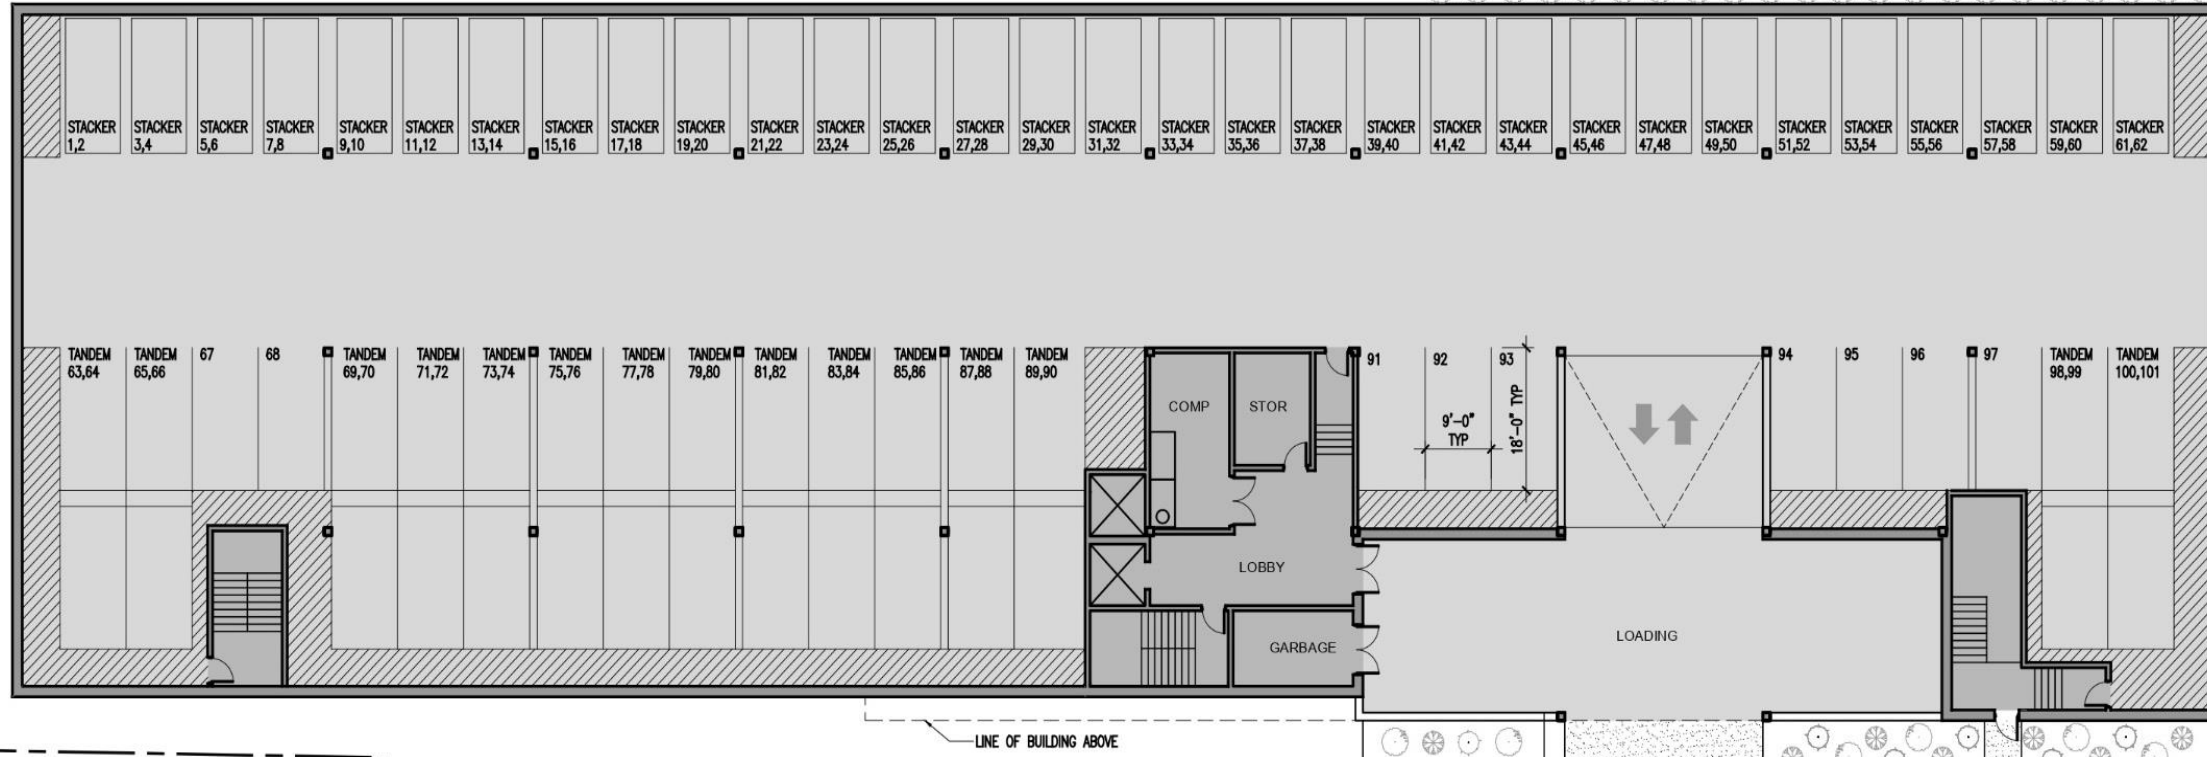 STACKER
1,2
STACKER
3,4
STACKER
5,6
STACKER
7,8
STACKER
9,10
STACKER
11,12
STACKER
13,14
STACKER
15,16
STACKER
17,18
STACKER
19,20
STACKER
21,22
STACKER
23,24
STACKER
25,26
STACKER
27,28
STACKER
29,30
STACKER
31,32
STACKER
33,34
STACKER
35,36
STACKER
37,38
STACKER
39,40
STACKER
41,42
STACKER
43,44
STACKER
45,46
STACKER
47,48
STACKER
49,50
STACKER
51,52
STACKER
53,54
STACKER
55,56
STACKER
57,58
STACKER
59,60
STACKER
61,62
TANDEM
63,64
TANDEM
65,66
67
68
TANDEM
69,70
TANDEM
71,72
TANDEM
73,74
TANDEM
75,76
TANDEM
77,78
TANDEM
79,80
TANDEM
81,82
TANDEM
83,84
TANDEM
85,86
TANDEM
87,88
TANDEM
89,90
91
92
93
94
95
96
97
TANDEM
98,99
TANDEM
100,101
COMP
STOR
9'-0"
TYP
18'-0" TYP
LOBBY
GARBAGE
LOADING
LINE OF BUILDING ABOVE